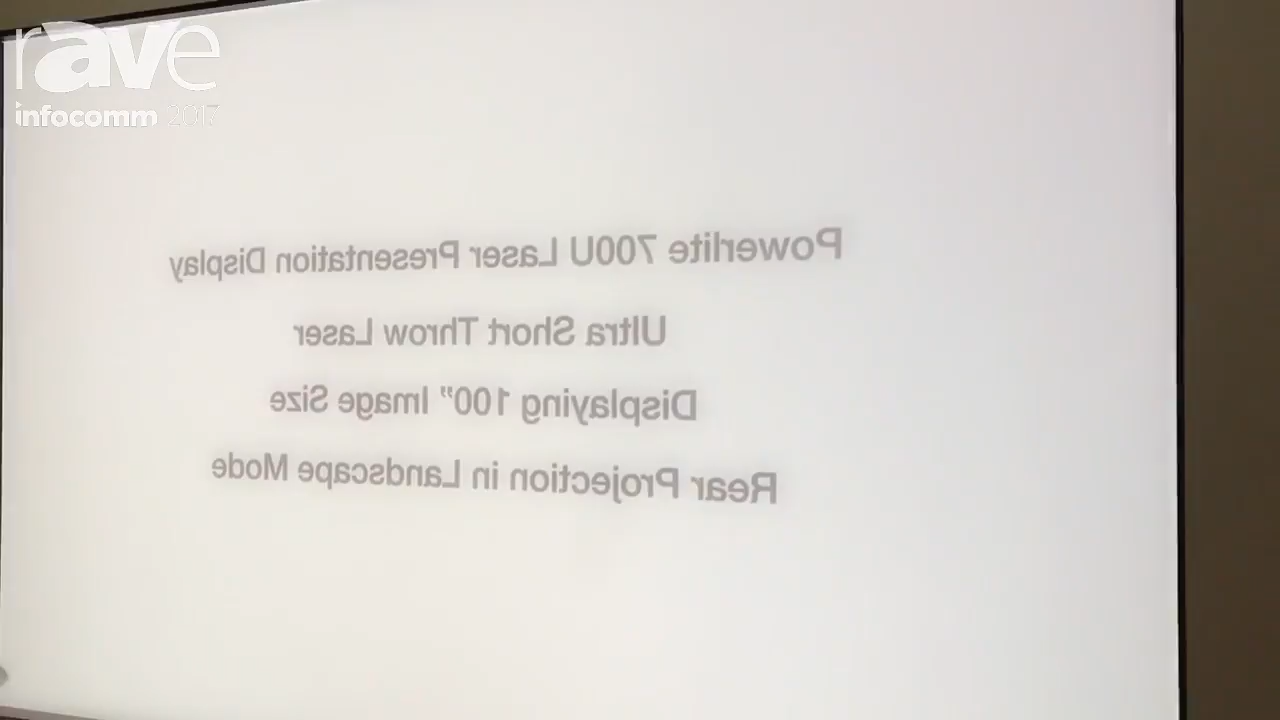 rave
infocomm 2017
Powerlite 700U Laser Presentation Display
Ultra Short Throw Laser
Displaying 100” Image Size
Rear Projection in Landscape Mode